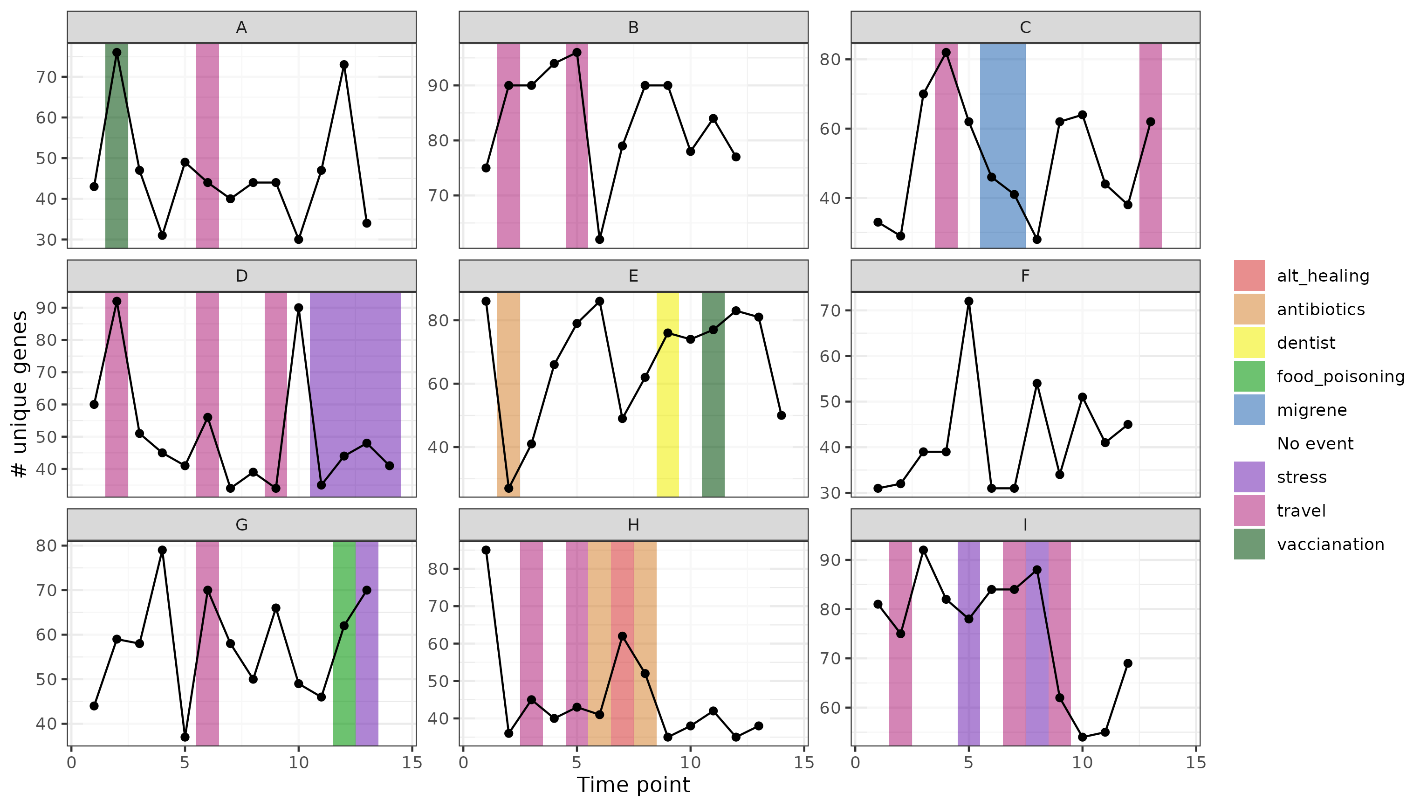 A
B
C
70
60
50
40
30
90
80
70
80
60
40
D
E
F
90
80
70
60
50
40
80
60
40
70
60
50
40
30
G
H
I
80
70
60
50
40
80
70
60
50
40
90
80
70
60
0 5 10 15
0 5 10 15
0 5 10 15
Time point
# unique genes
alt_healing
antibiotics
dentist
food_poisoning
migrene
No event
stress
travel
vaccianation